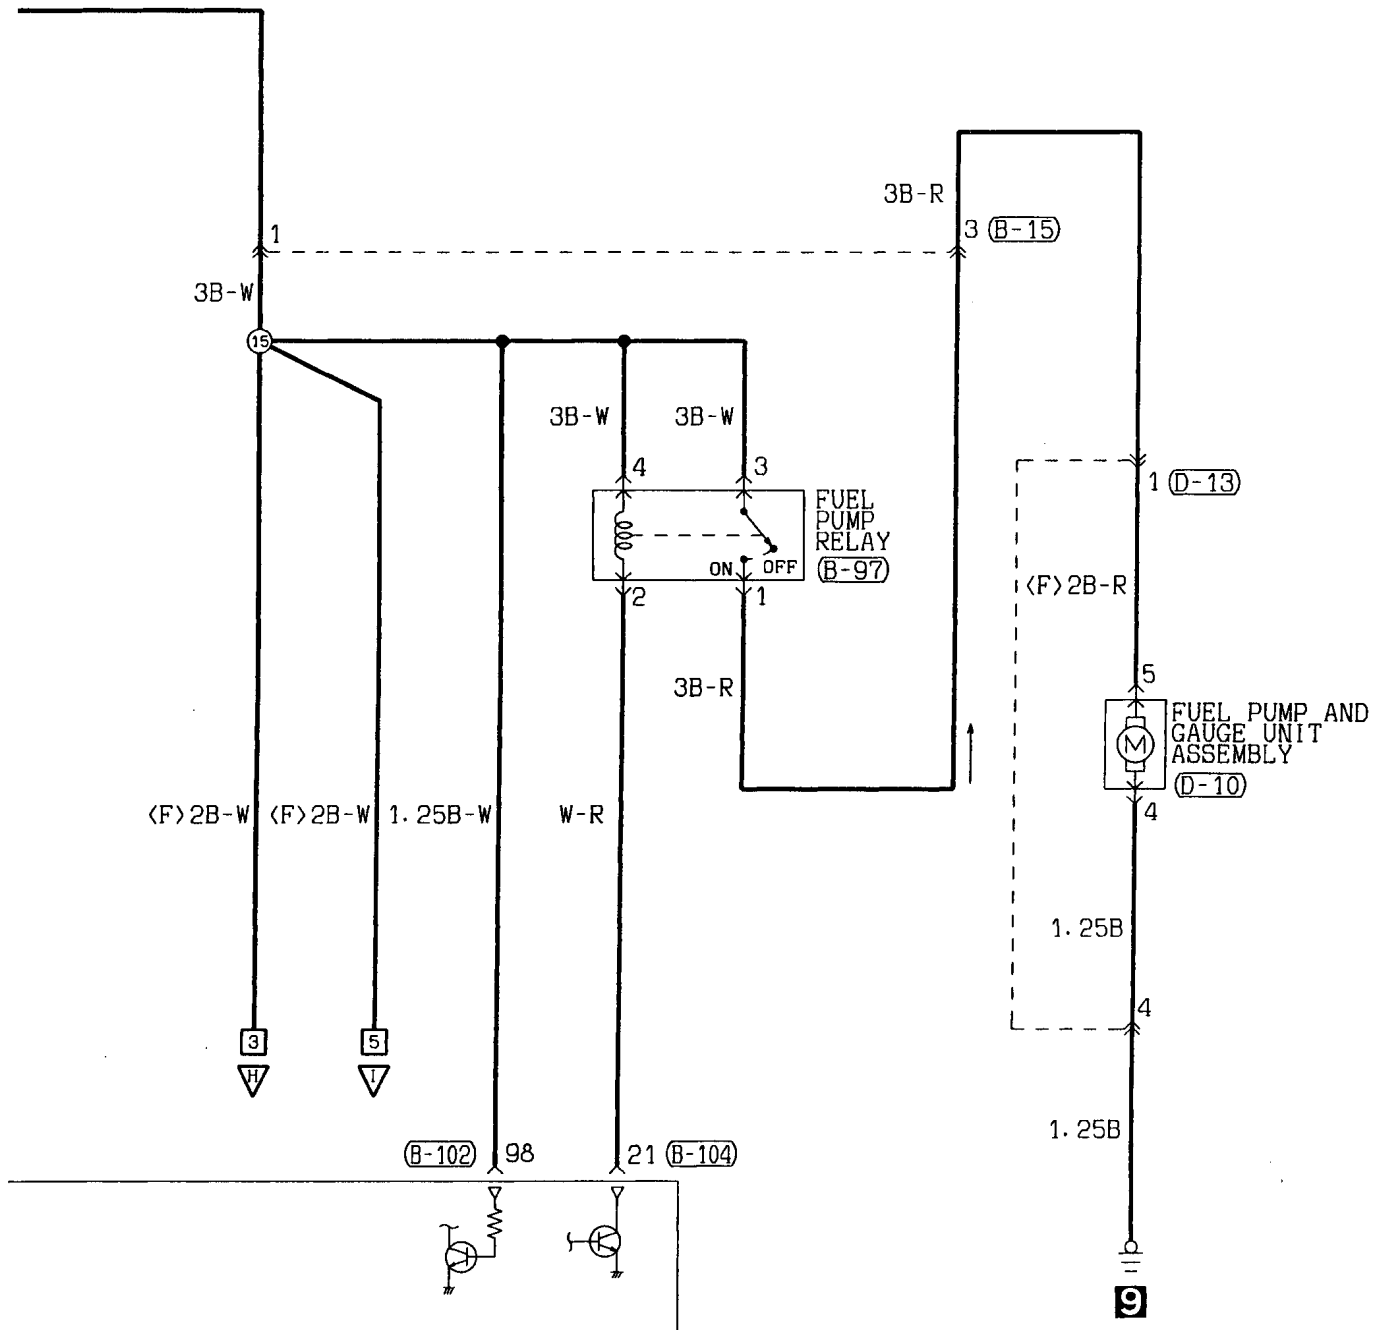 3B-R
3 (B-15)
1
3B-W
15
3B-W
3B-W
4
3
FUEL
PUMP
RELAY
(B-97)
ON
OFF
2
1
1 (D-13)
<F>2B-R
3B-R
5
FUEL PUMP AND
GAUGE UNIT
ASSEMBLY
(D-10)
M
4
<F>2B-W
<F>2B-W
1.25B-W
W-R
1.25B
4
3
5
H
I
1.25B
(B-102) 98
21 (B-104)
9